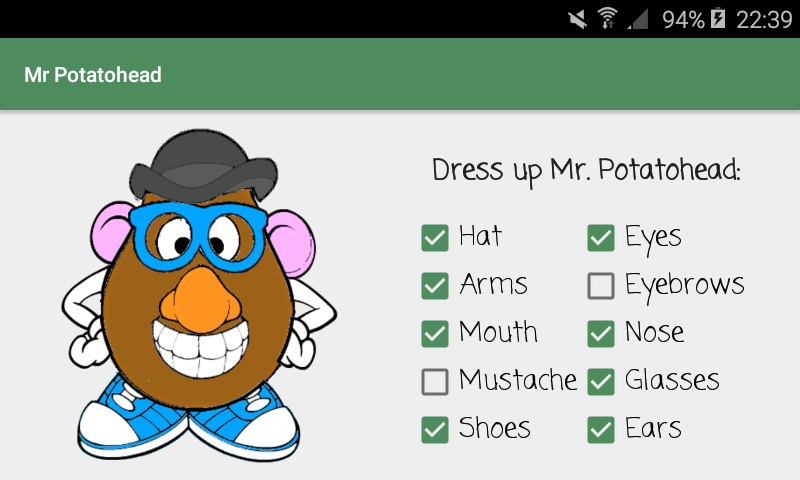 94% 22:39
Mr Potatohead
Dress up Mr. Potatohead:
Hat Eyes
Arms Eyebrows
Mouth Nose
Mustache Glasses
Shoes Ears